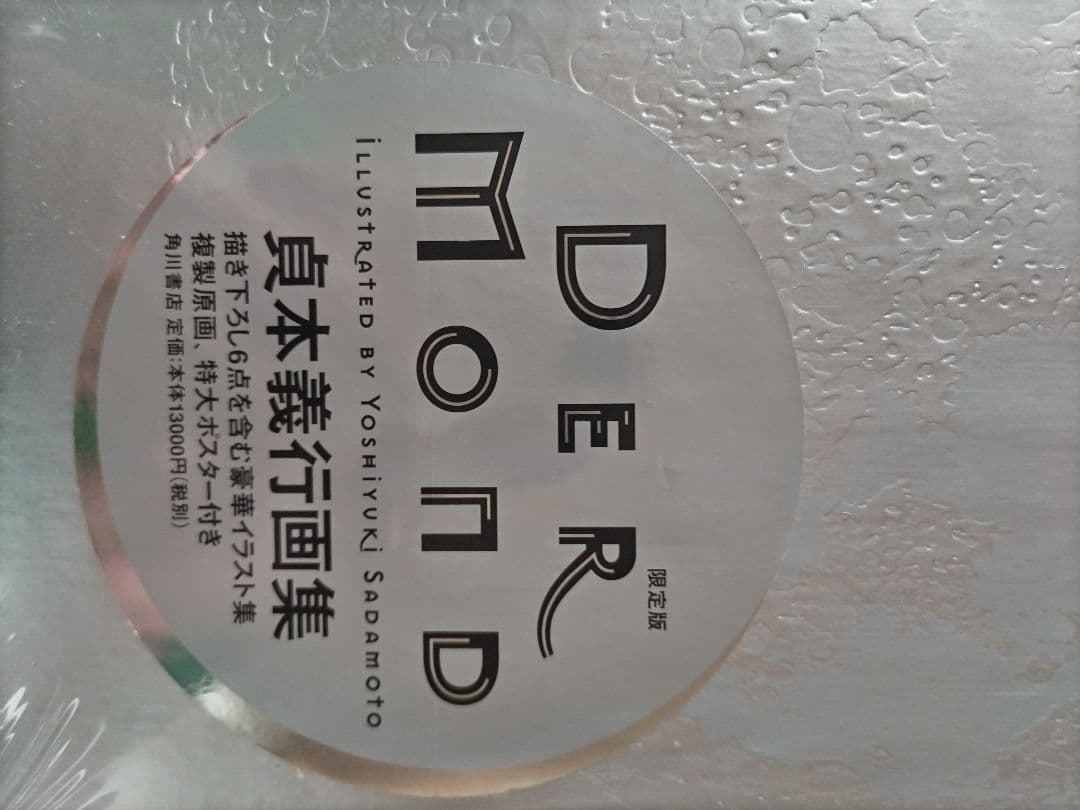 限定版
DER
MOND
ILLUSTRATED BY YOSHIYUKI SADAMOTO
貞本義行画集
描き下ろし6点を含む豪華イラスト集
複製原画、特大ポスター付き
角川書店 定価:本体13000円(税別)